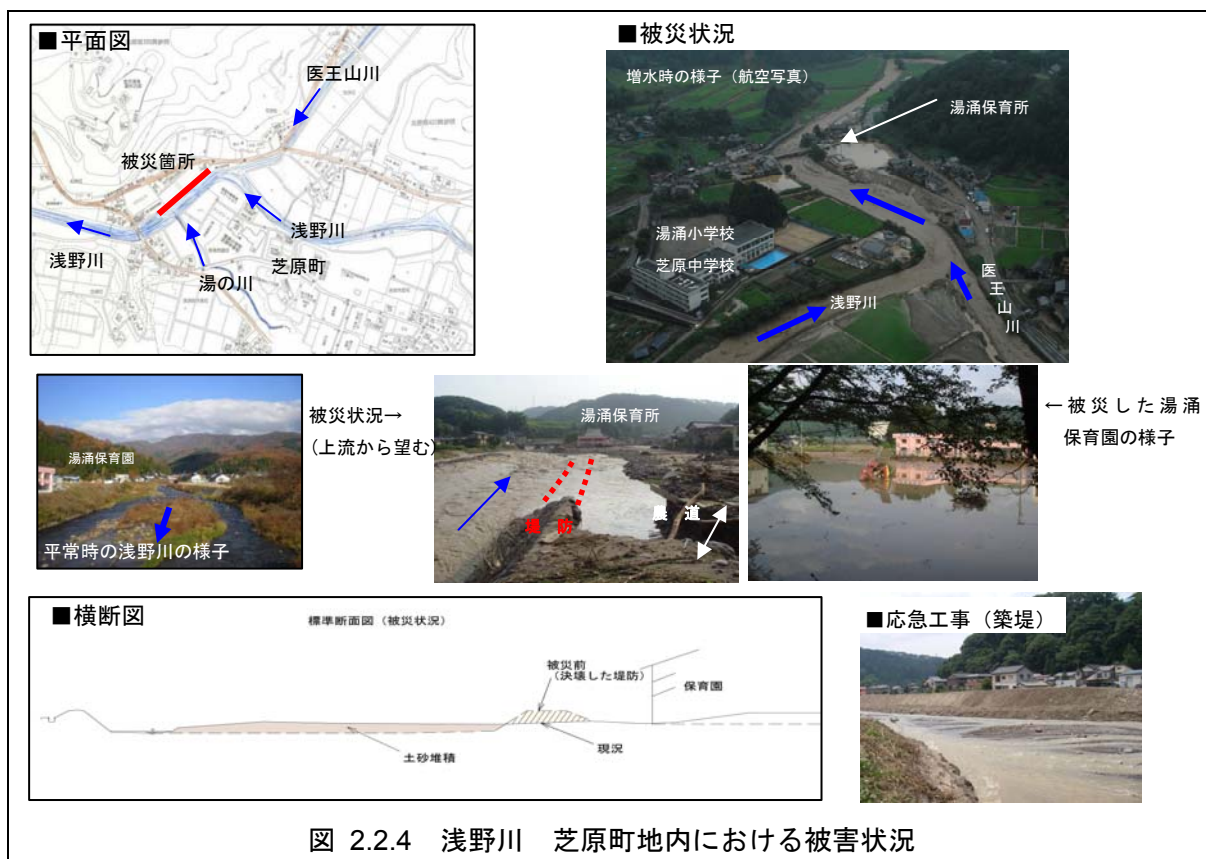 ■平面図
医王山川
被災箇所
浅野川
浅野川
芝原町
湯の川
■被災状況
増水時の様子(航空写真)
湯涌保育所
湯涌小学校
芝原中学校
浅野川
医王山川
湯涌保育園
平常時の浅野川の様子
被災状況→
(上流から望む)
湯涌保育所
堤 防
農 道
←被災した湯涌
保育園の様子
■横断図
標準断面図(被災状況)
被災前
(決壊した堤防)
保育園
土砂堆積
現況
■応急工事(築堤)
図 2.2.4 浅野川 芝原町地内における被害状況